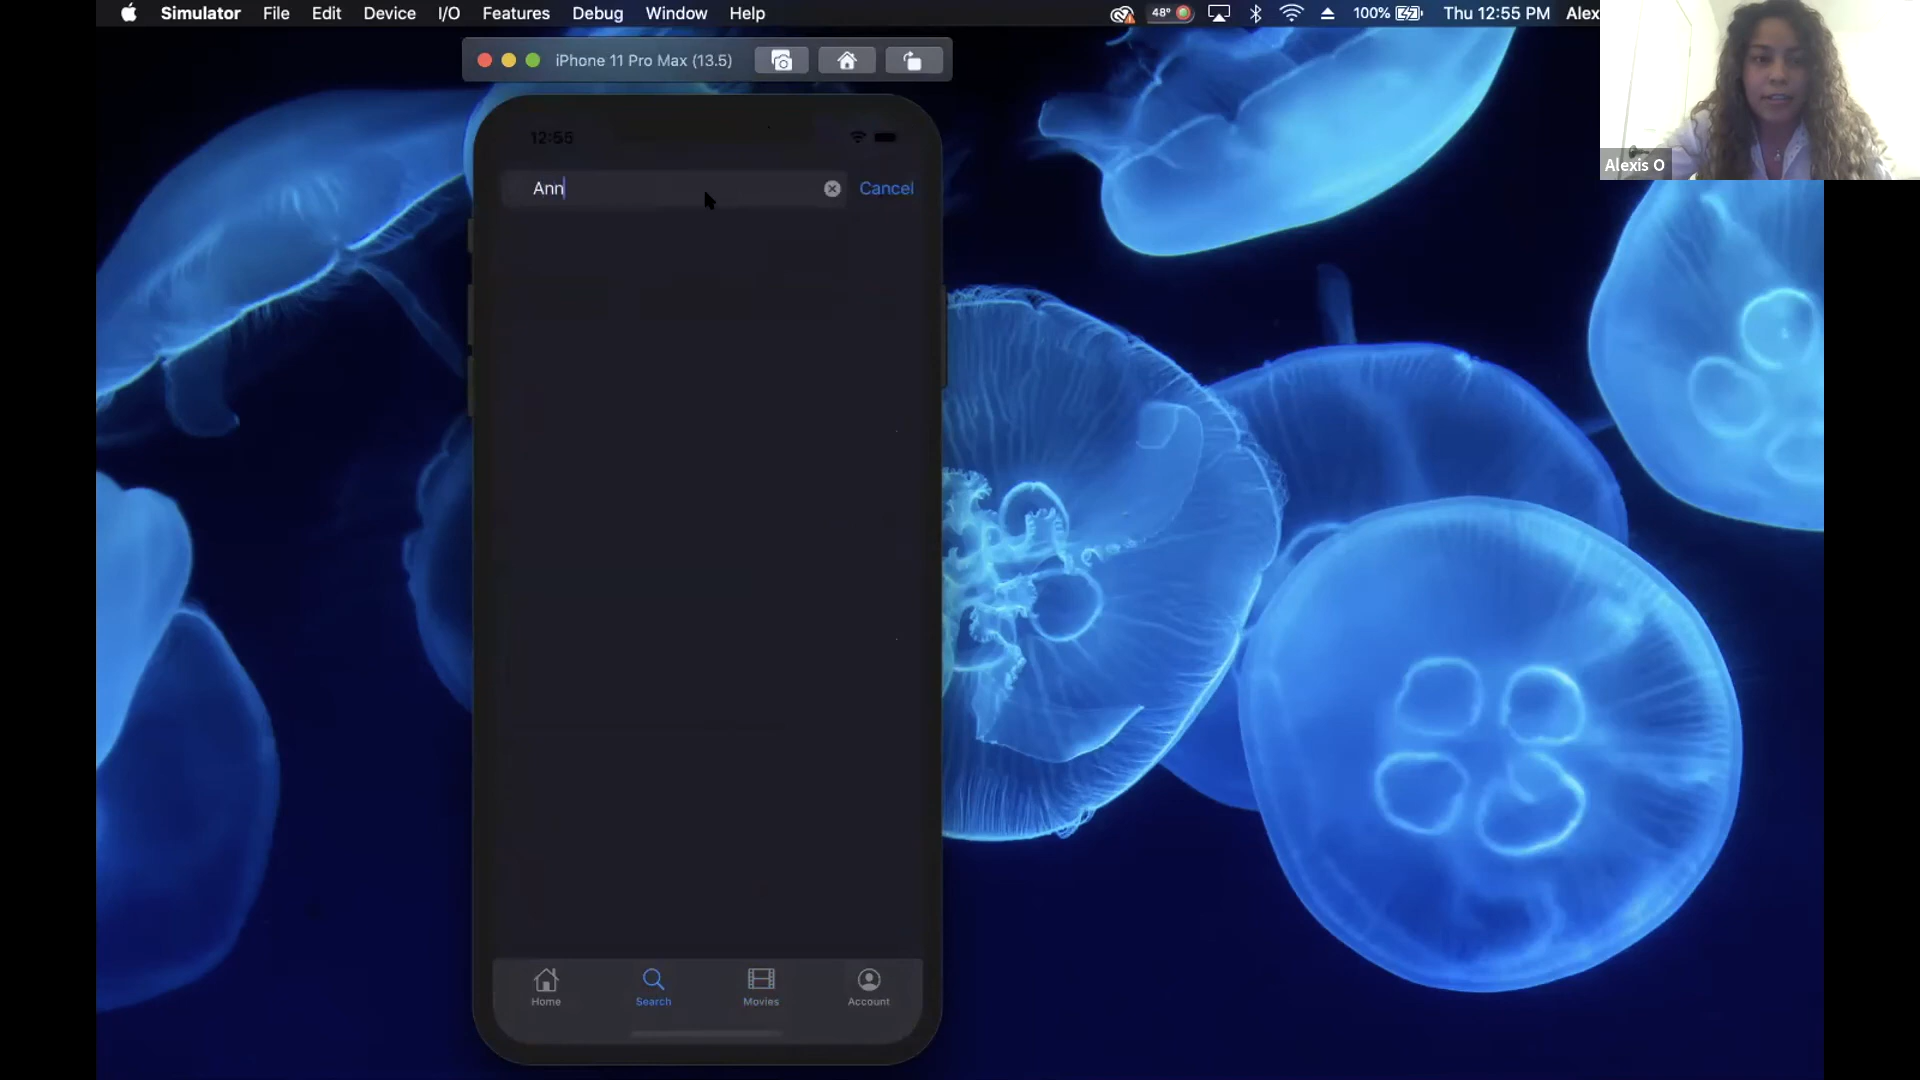 Simulator File Edit Device I/O Features Debug Window Help 48° 100% Thu 12:55 PM Alex
iPhone 11 Pro Max (13.5)
Alexis O
12:55
Ann Cancel
Home Search Movies Account